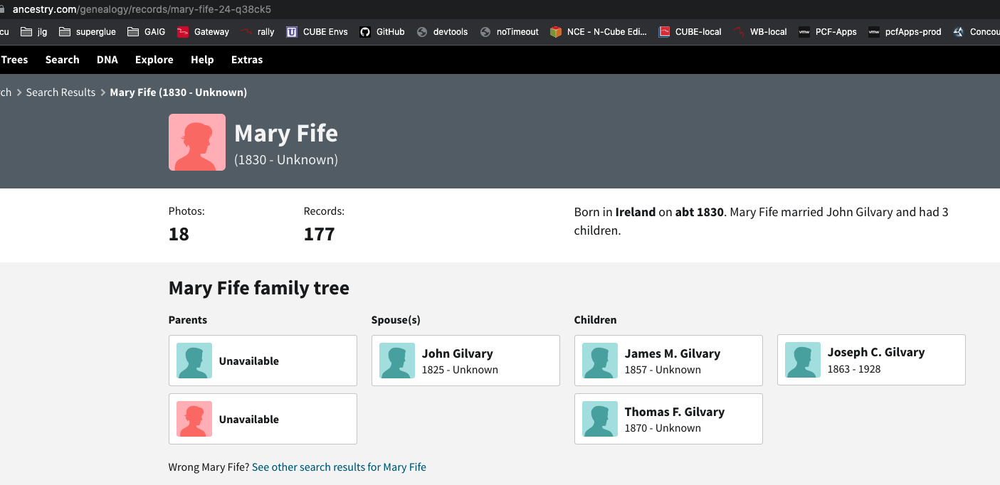 ancestry.com/genealogy/records/mary-fife-24-q38ck5
cu jlg superglue GAIG Gateway rally CUBE Envs GitHub devtools noTimeout NCE - N-Cube Edi... CUBE-local WB-local vmw PCF-Apps vmw pcfApps-prod Concou
Trees Search DNA Explore Help Extras
ch > Search Results > Mary Fife (1830 - Unknown)
Mary Fife
(1830 - Unknown)
Photos: Records:
18 177
Born in Ireland on abt 1830. Mary Fife married John Gilvary and had 3
children.
Mary Fife family tree
Parents
Unavailable
Unavailable
Spouse(s)
John Gilvary
1825 - Unknown
Children
James M. Gilvary
1857 - Unknown
Joseph C. Gilvary
1863 - 1928
Thomas F. Gilvary
1870 - Unknown
Wrong Mary Fife? See other search results for Mary Fife